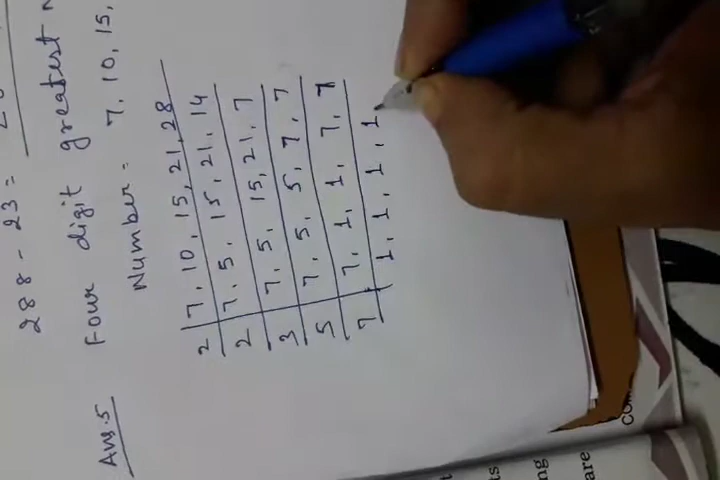 288 - 23 =
Ans.5 Four digit greatest
Number = 7, 10, 15,
2 | 7, 10, 15, 21, 28
2 | 7, 5, 15, 21, 14
3 | 7, 5, 15, 21, 7
5 | 7, 5, 5, 7, 7
7 | 7, 1, 1, 7, 7
1, 1, 1, 1, 1
ng
are